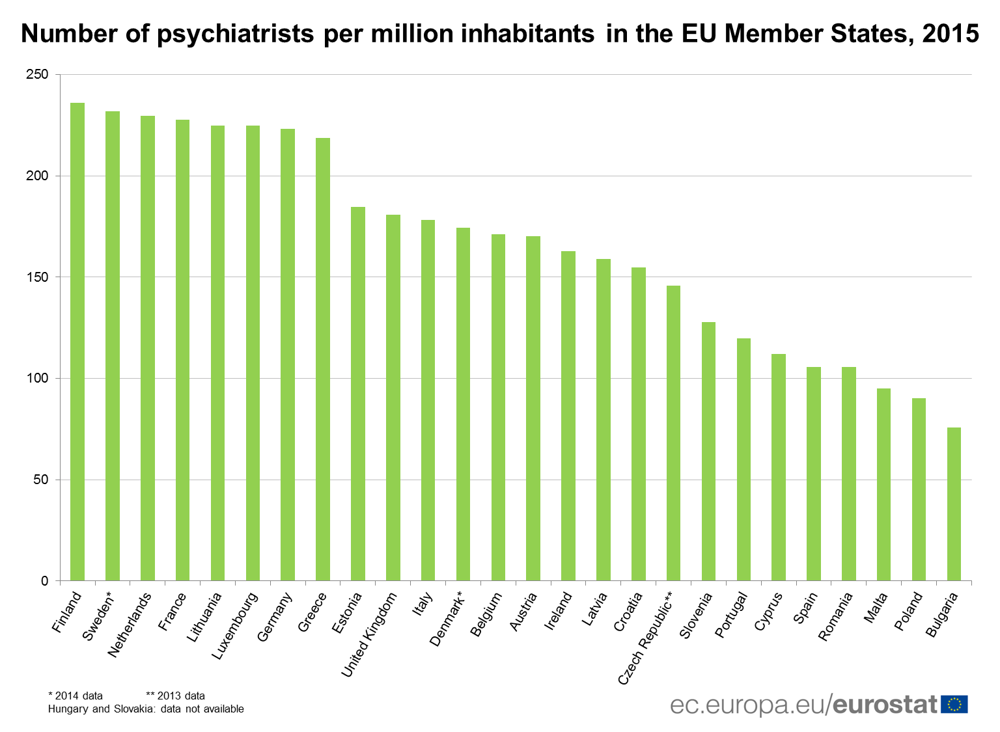 Number of psychiatrists per million inhabitants in the EU Member States, 2015
250
200
150
100
50
0
Finland
Sweden*
Netherlands
France
Lithuania
Luxembourg
Germany
Greece
Estonia
United Kingdom
Italy
Denmark*
Belgium
Austria
Ireland
Latvia
Croatia
Czech Republic**
Slovenia
Portugal
Cyprus
Spain
Romania
Malta
Poland
Bulgaria
* 2014 data ** 2013 data
Hungary and Slovakia: data not available
ec.europa.eu/eurostat